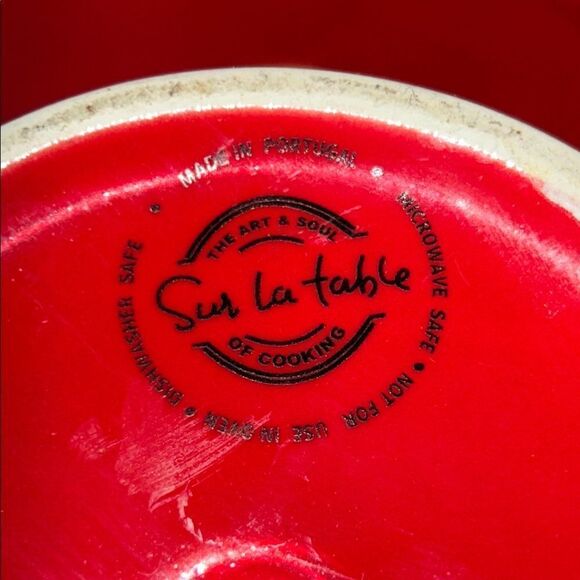 MADE IN PORTUGAL • MICROWAVE SAFE • NOT FOR USE IN OVEN • DISHWASHER SAFE •
THE ART & SOUL
Sur la table
OF COOKING